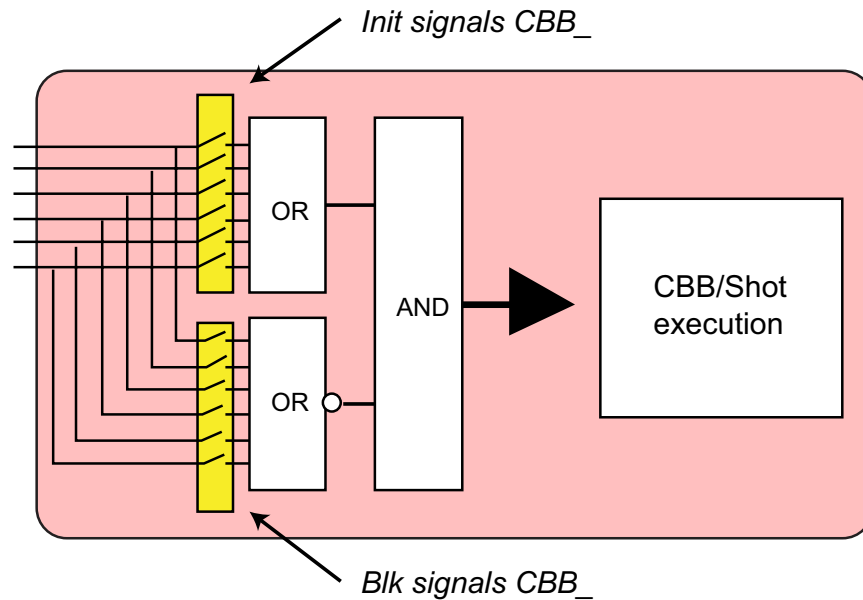 Init signals CBB_
OR
AND
CBB/Shot
execution
OR
Blk signals CBB_